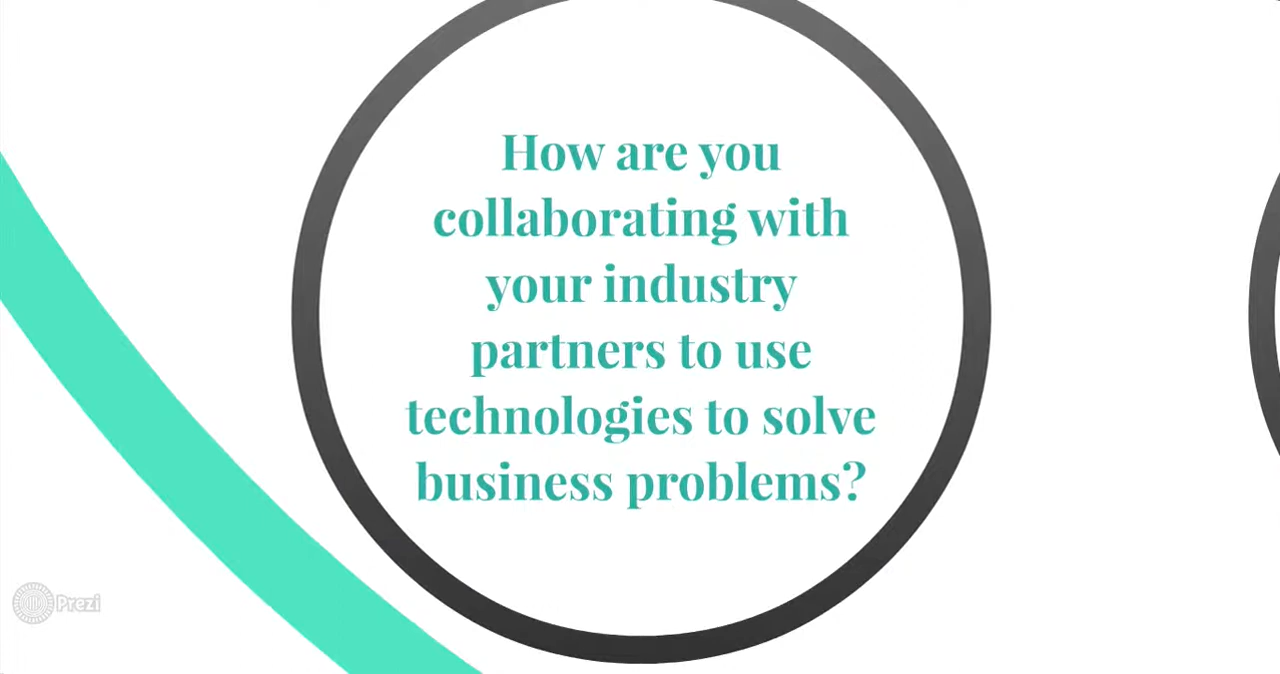 How are you
collaborating with
your industry
partners to use
technologies to solve
business problems?
Prezi